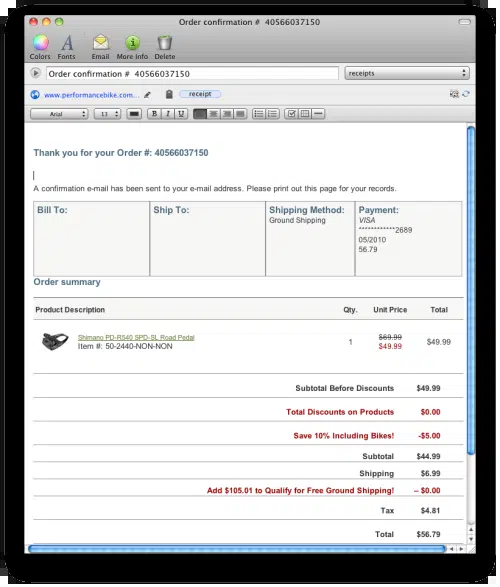 Order confirmation # 40566037150
Colors Fonts Email More Info Delete
Order confirmation # 40566037150 receipts
www.performancebike.com... receipt
Arial 13 B I U
Thank you for your Order #: 40566037150
A confirmation e-mail has been sent to your e-mail address. Please print out this page for your records.
Bill To: Ship To: Shipping Method: Payment:
Ground Shipping VISA
************2689
05/2010
56.79
Order summary
Product Description Qty. Unit Price Total
Shimano PD-R540 SPD-SL Road Pedal 1 $69.99 $49.99
Item #: 50-2440-NON-NON $49.99
Subtotal Before Discounts $49.99
Total Discounts on Products $0.00
Save 10% Including Bikes! -$5.00
Subtotal $44.99
Shipping $6.99
Add $105.01 to Qualify for Free Ground Shipping! – $0.00
Tax $4.81
Total $56.79